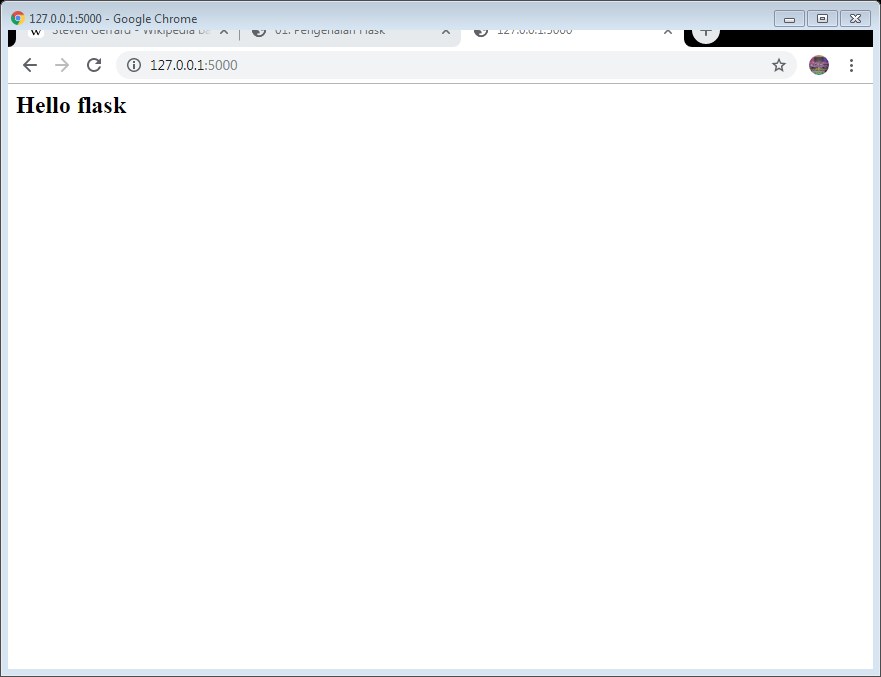 127.0.0.1:5000 - Google Chrome
Steven Gerrard - Wikipedia
01. Pengenalan Flask
127.0.0.1:5000
127.0.0.1:5000
Hello flask